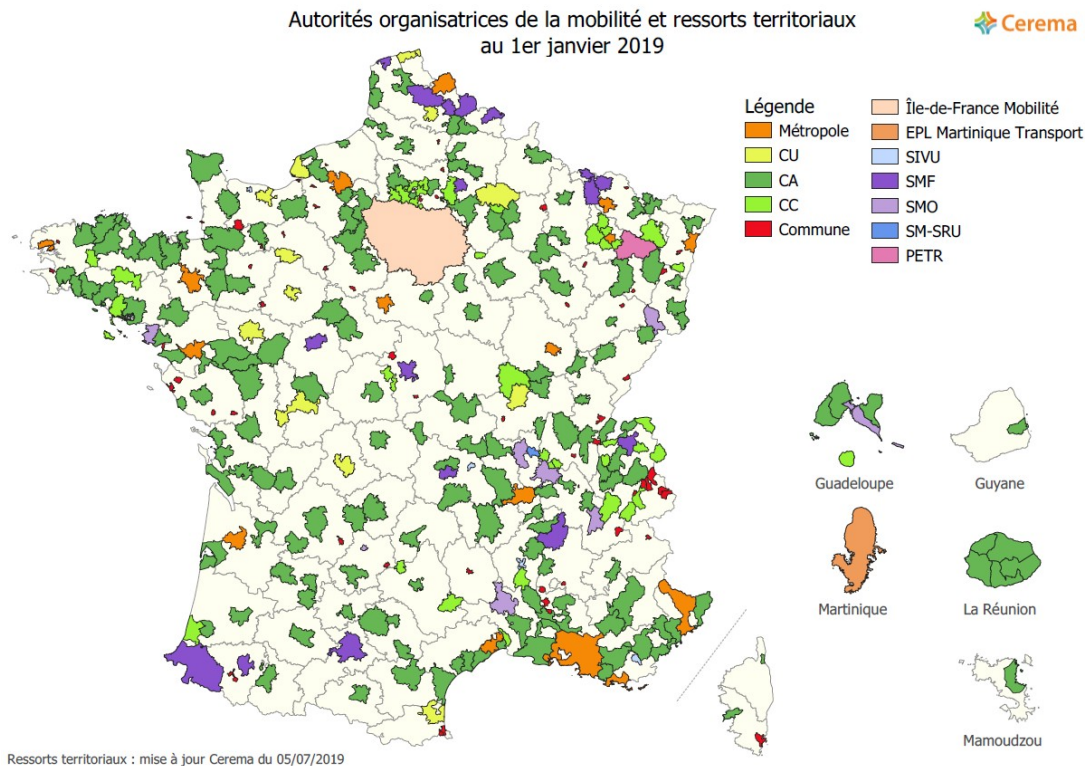 Autorités organisatrices de la mobilité et ressorts territoriaux
au 1er janvier 2019
Cerema
Légende
Métropole
CU
CA
CC
Commune
Île-de-France Mobilité
EPL Martinique Transport
SIVU
SMF
SMO
SM-SRU
PETR
Guadeloupe
Guyane
Martinique
La Réunion
Mamoudzou
Ressorts territoriaux : mise à jour Cerema du 05/07/2019